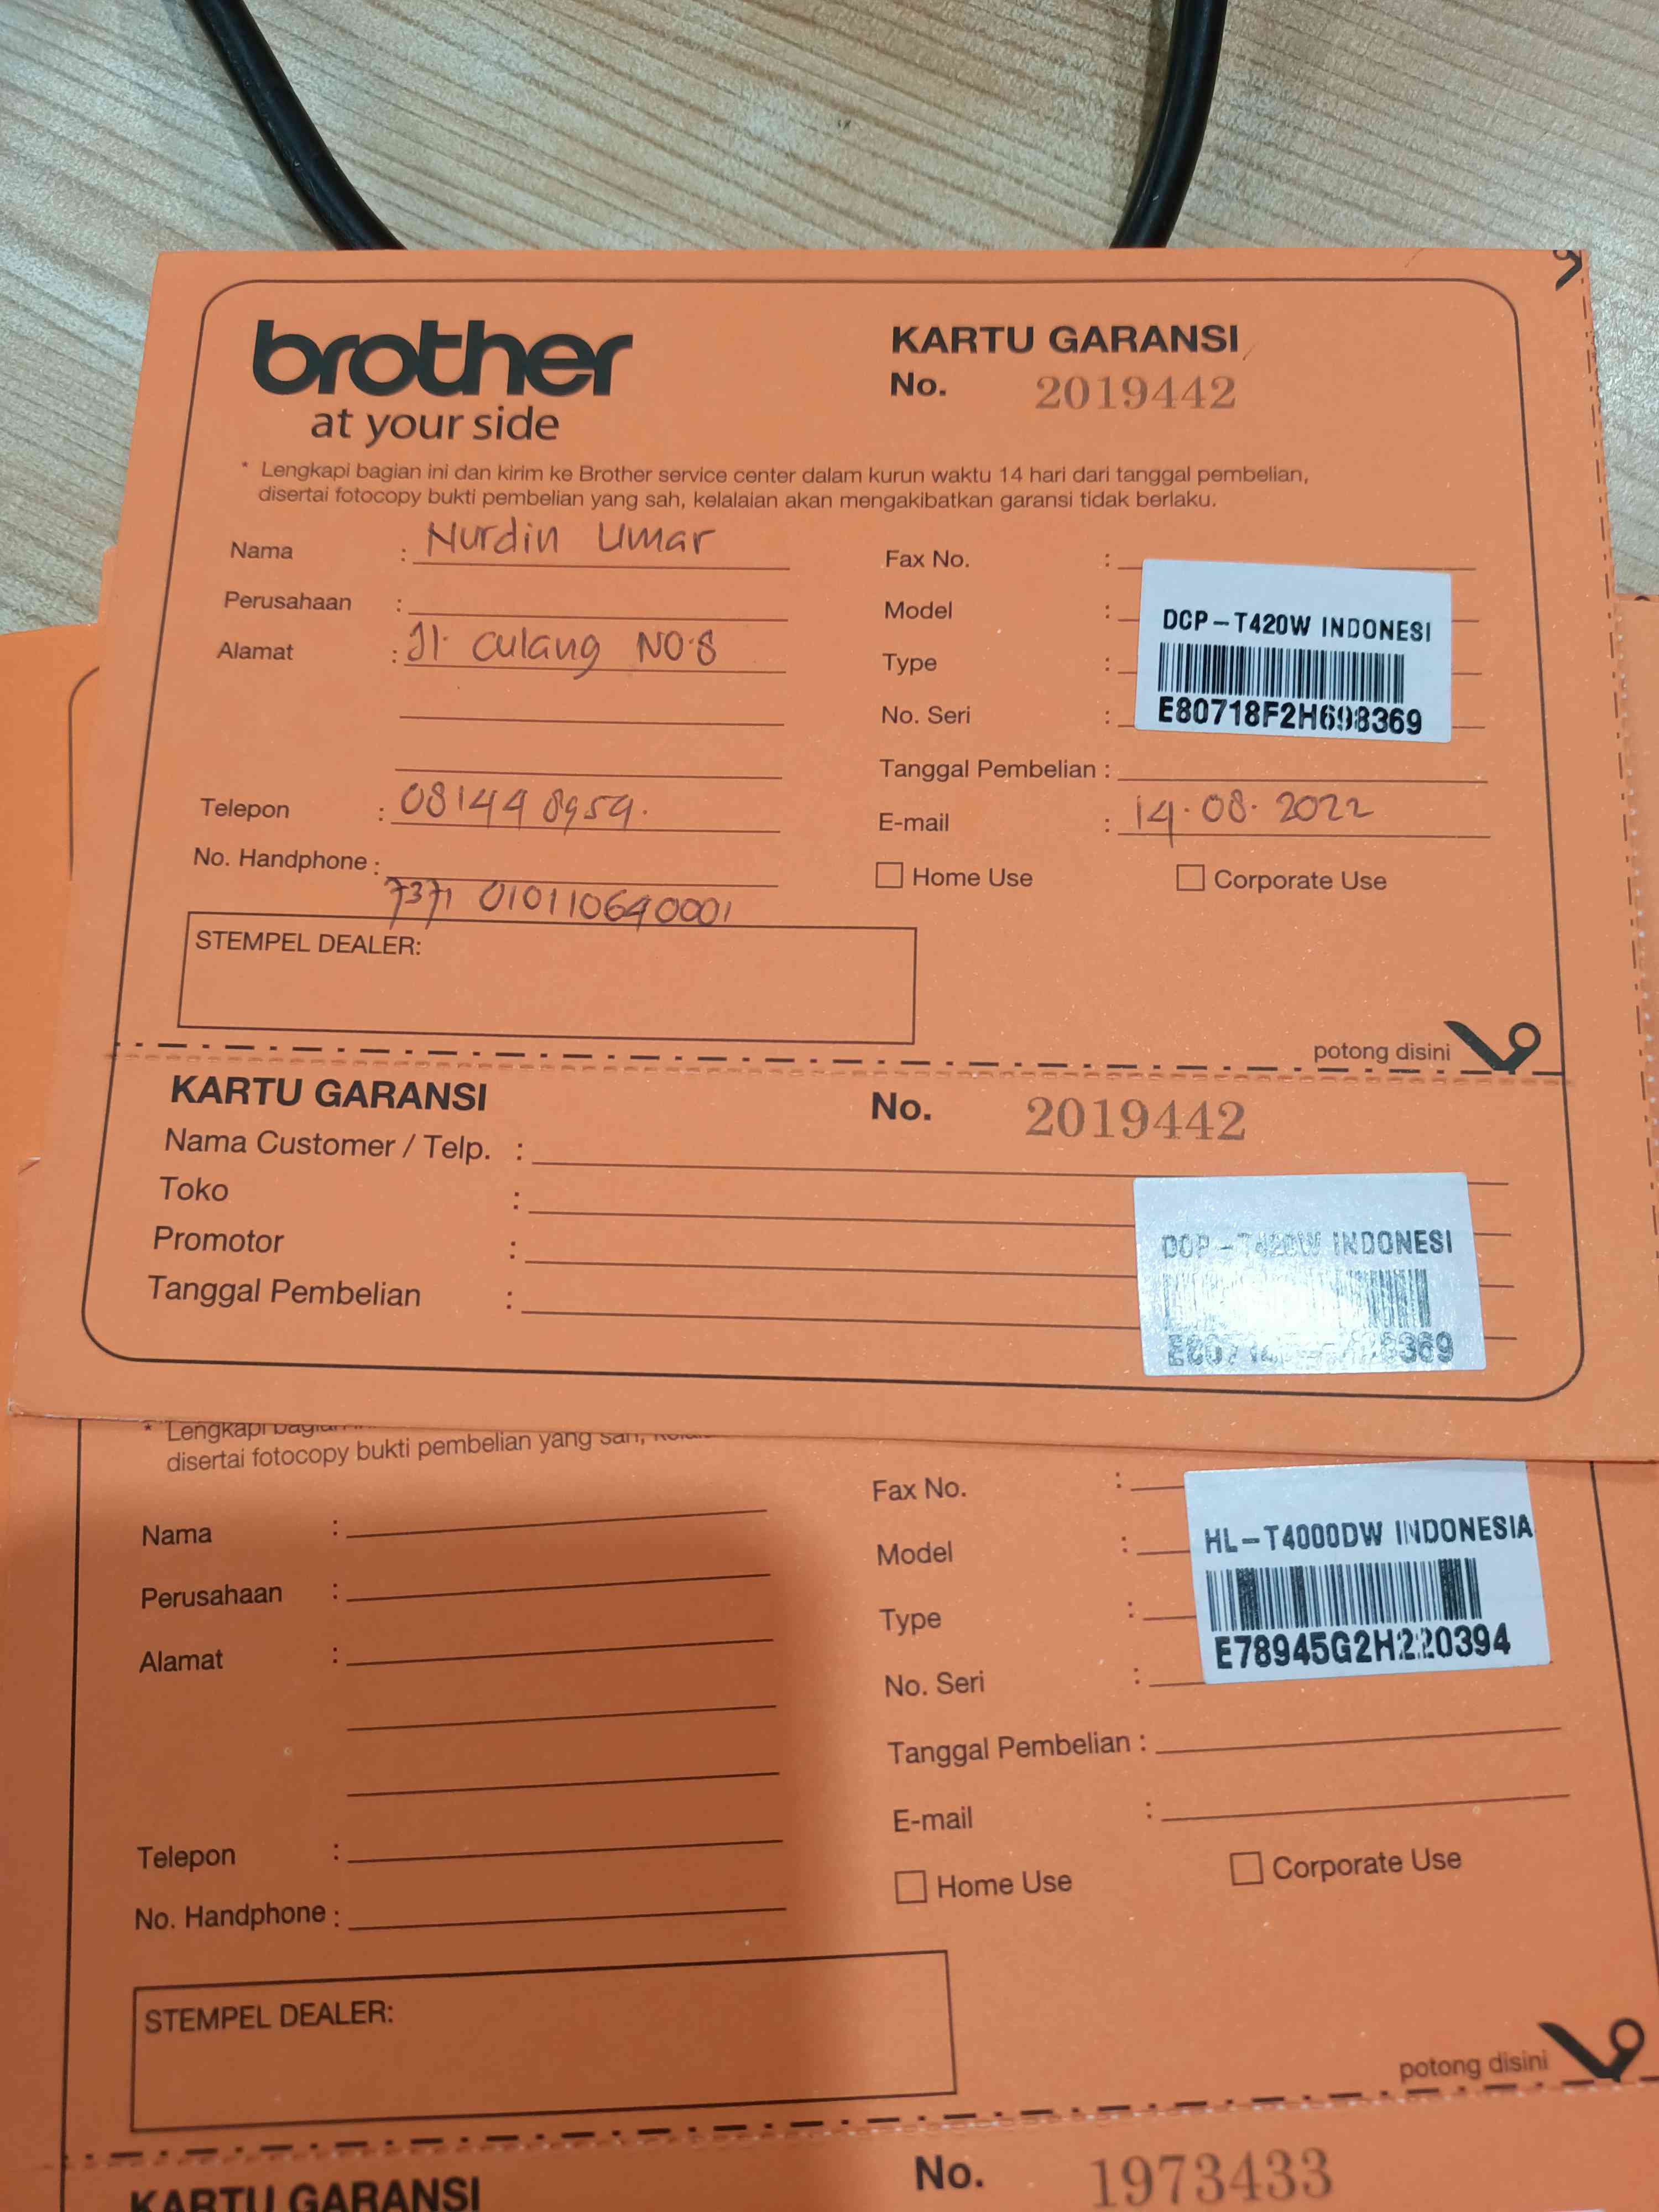 brother
at your side
KARTU GARANSI
No. 2019442
* Lengkapi bagian ini dan kirim ke Brother service center dalam kurun waktu 14 hari dari tanggal pembelian,
disertai fotocopy bukti pembelian yang sah, kelalaian akan mengakibatkan garansi tidak berlaku.
Nama : Nurdin Umar
Perusahaan :
Alamat : Jl. Culang NO.8
Telepon : 081448959.
No. Handphone :
7371 010110640001
Fax No. :
Model :
Type :
No. Seri :
DCP-T420W INDONESI
E80718F2H698369
Tanggal Pembelian :
E-mail : 14.08.2022
Home Use
Corporate Use
STEMPEL DEALER:
potong disini
KARTU GARANSI
No. 2019442
Nama Customer / Telp. :
Toko :
Promotor :
Tanggal Pembelian :
INDONESI
* Lengkapi
disertai fotocopy bukti pembelian yang sah,
Nama :
Perusahaan :
Alamat :
Telepon :
No. Handphone :
Fax No. :
Model :
Type :
No. Seri :
HL-T4000DW INDONESIA
E78945G2H220394
Tanggal Pembelian :
E-mail :
Home Use
Corporate Use
STEMPEL DEALER:
potong disini
KARTU GARANSI
No. 1973433